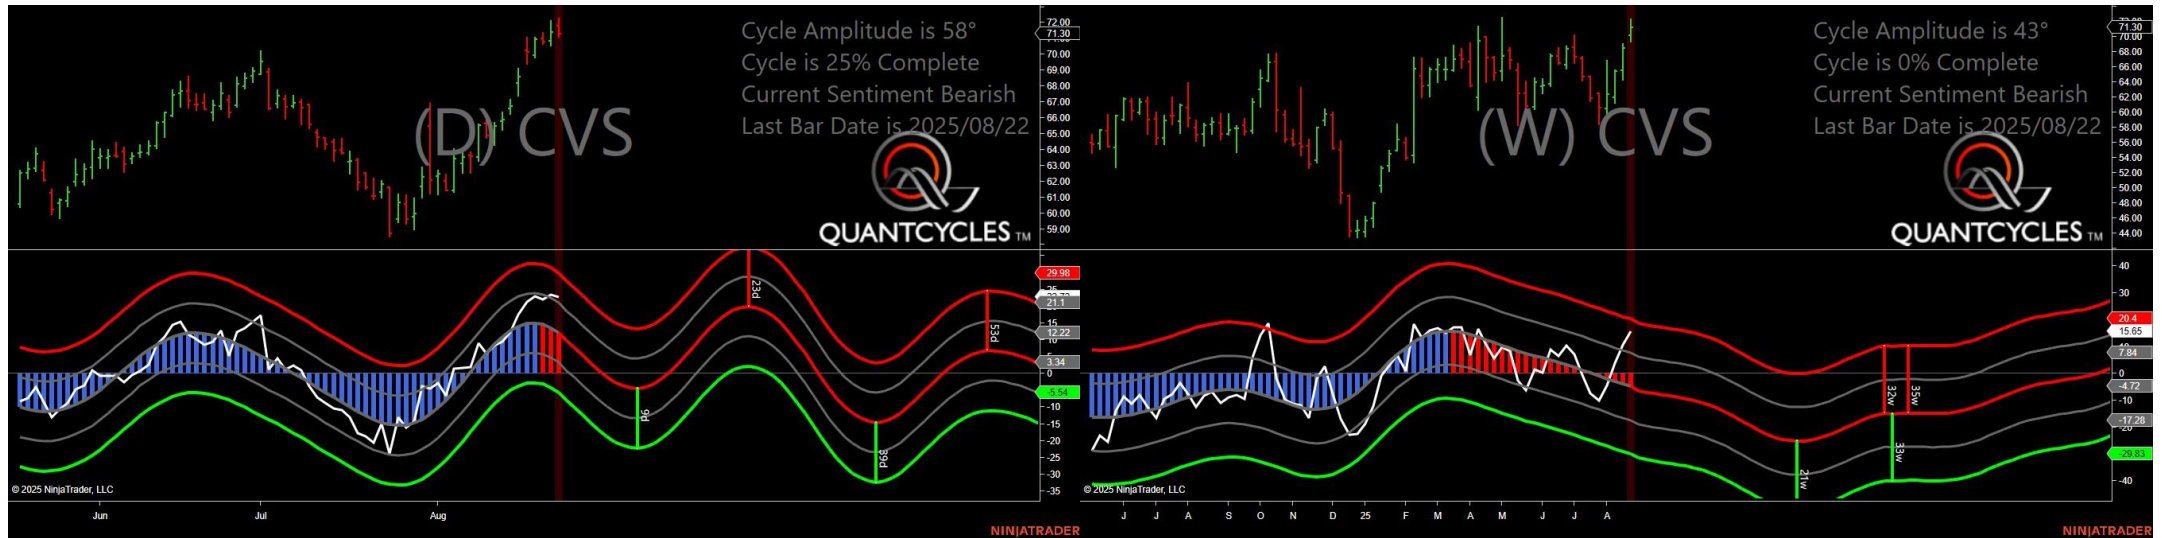 Cycle Amplitude is 58°
Cycle is 25% Complete
Current Sentiment Bearish
Last Bar Date is 2025/08/22
(D) CVS
QUANTCYCLES TM
72.00
71.30
70.00
69.00
68.00
67.00
66.00
65.00
64.00
63.00
62.00
61.00
60.00
59.00
29.98
21.1
15
12.22
10
3.34
0
-5.54
-10
-15
-20
-25
-30
-35
9d
23d
53d
© 2025 NinjaTrader, LLC
Jun
Jul
Aug
NINJATRADER
Cycle Amplitude is 43°
Cycle is 0% Complete
Current Sentiment Bearish
Last Bar Date is 2025/08/22
(W) CVS
QUANTCYCLES TM
71.30
70.00
66.00
64.00
62.00
60.00
58.00
56.00
54.00
52.00
50.00
48.00
46.00
44.00
40
30
20.4
15.65
7.84
0
-4.72
-10
-17.28
-29.83
-40
21w
32w
33w
35w
© 2025 NinjaTrader, LLC
J J A S O N D 25 F M A M J J A
NINJATRADER